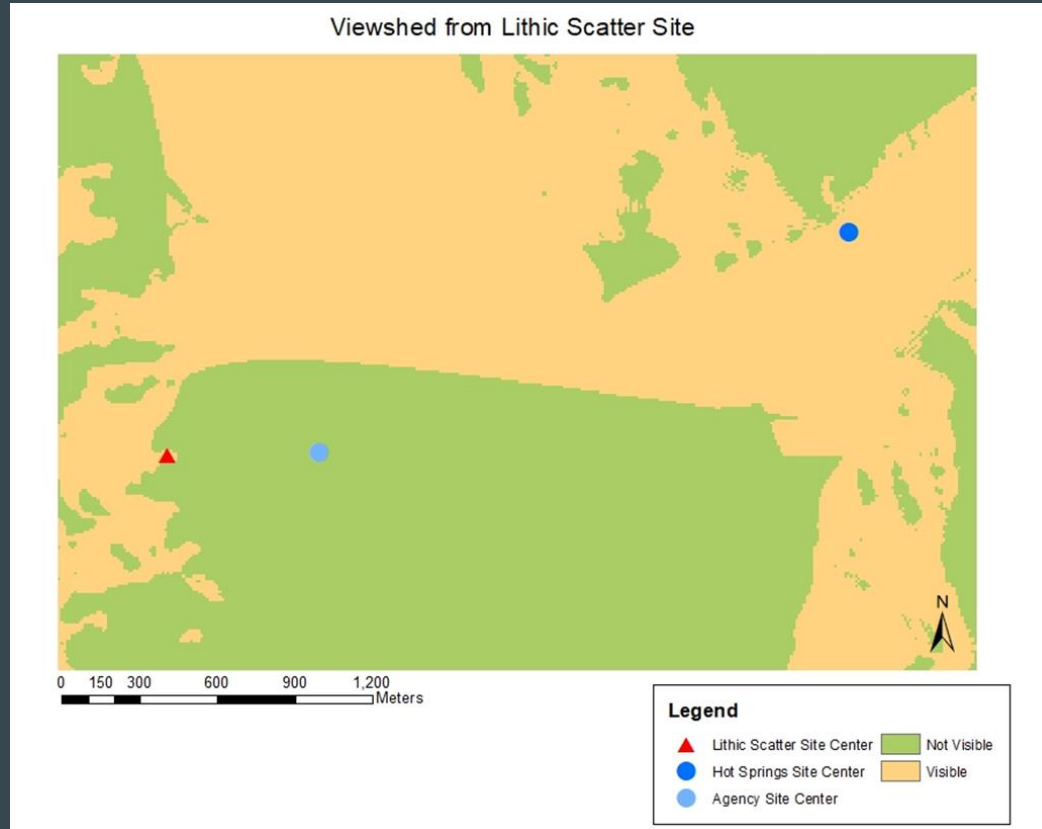 Viewshed from Lithic Scatter Site
N
0 150 300 600 900 1,200
Meters
Legend
Lithic Scatter Site Center Not Visible
Hot Springs Site Center Visible
Agency Site Center